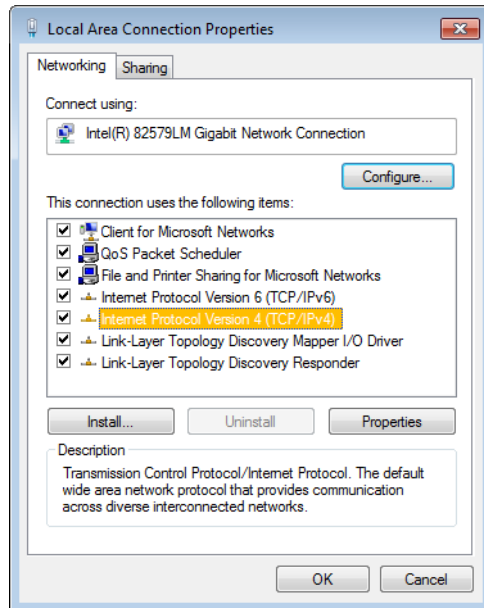 Local Area Connection Properties
Networking
Sharing
Connect using:
Intel(R) 82579LM Gigabit Network Connection
Configure...
This connection uses the following items:
Client for Microsoft Networks
QoS Packet Scheduler
File and Printer Sharing for Microsoft Networks
Internet Protocol Version 6 (TCP/IPv6)
Internet Protocol Version 4 (TCP/IPv4)
Link-Layer Topology Discovery Mapper I/O Driver
Link-Layer Topology Discovery Responder
Install...
Uninstall
Properties
Description
Transmission Control Protocol/Internet Protocol. The default
wide area network protocol that provides communication
across diverse interconnected networks.
OK
Cancel